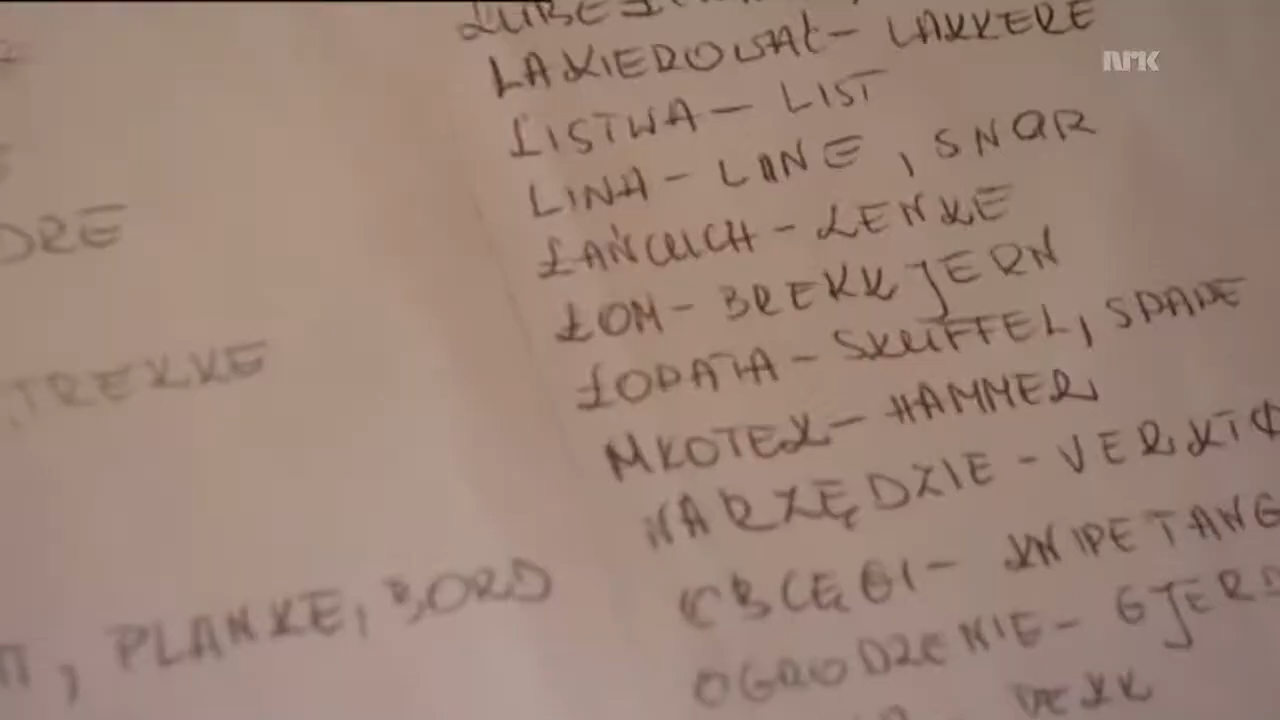 LAKIEROWAĆ - LAKKERE
nrk
LISTWA - LIST
LINA - LINE, SNOR
ŁAŃCUCH - LENKE
ŁOM - BREKKJERN
DRE
ŁOPATA - SKUFFEL, SPADE
MŁOTEK - HAMMER
TREKKE
NARZĘDZIE - VERKTØ
OBCĘGI - KNIPETANG
OGRODZENIE - GJERD
, PLANKE, BORD
DEKK